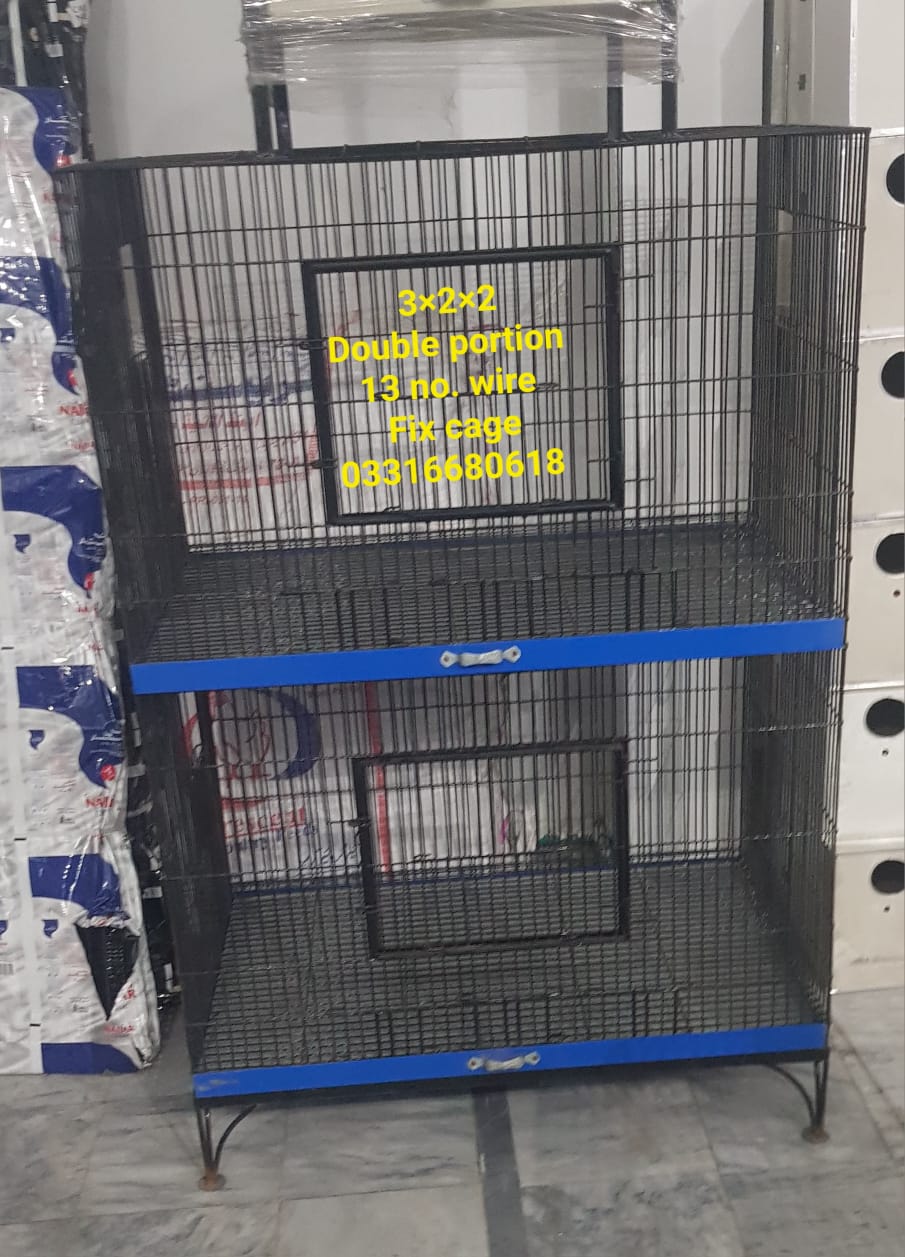 3×2×2
Double portion
13 no. wire
Fix cage
03316680618